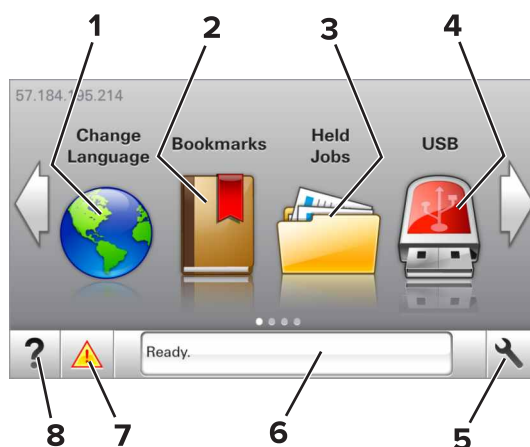 1 2 3 4
57.184.195.214
Change
Language
Bookmarks
Held
Jobs
USB
? Ready.
8 7 6 5